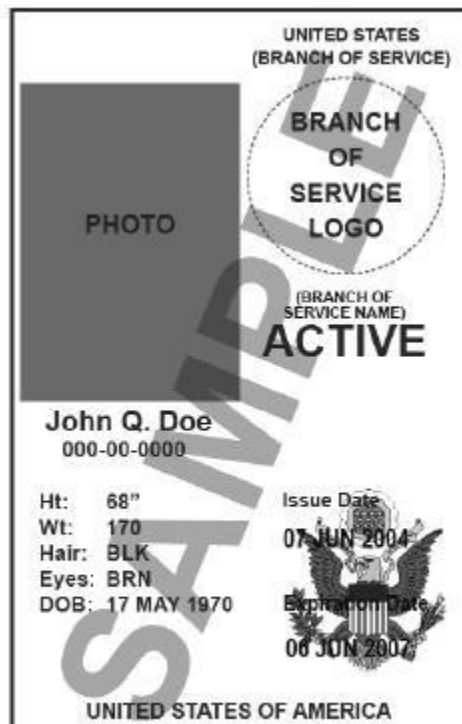 UNITED STATES
(BRANCH OF SERVICE)
BRANCH
OF
SERVICE
LOGO
PHOTO
(BRANCH OF
SERVICE NAME)
ACTIVE
John Q. Doe
000-00-0000
Ht: 68”
Wt: 170
Hair: BLK
Eyes: BRN
DOB: 17 MAY 1970
Issue Date
07 JUN 2004
Expiration Date
06 JUN 2007
UNITED STATES OF AMERICA
SAMPLE